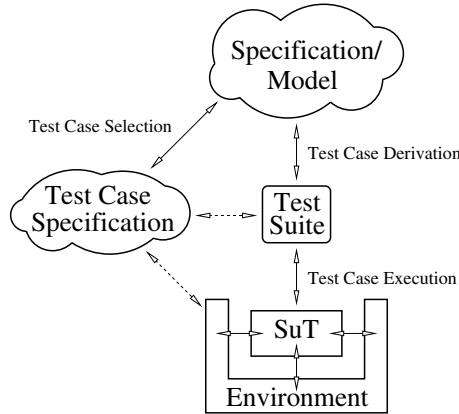 Specification/
Model
Test Case Selection
Test Case Derivation
Test Case
Specification
Test
Suite
Test Case Execution
SuT
Environment